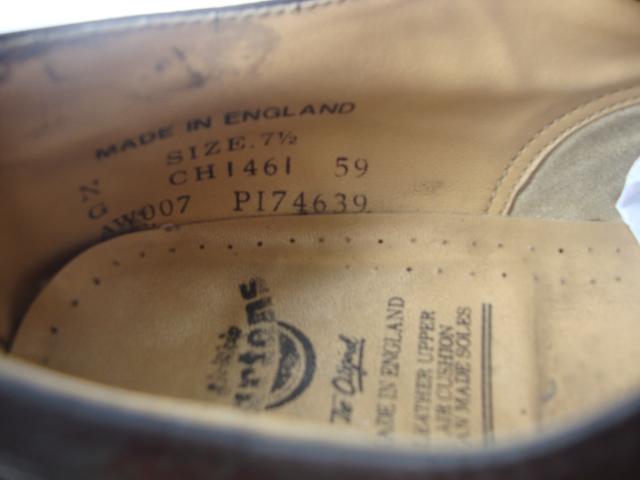 MADE IN ENGLAND
SIZE.7½
CH1461 59
G
AW007 PI74639
The Original
MADE IN ENGLAND
LEATHER UPPER
AIR CUSHION
MADE SOLES